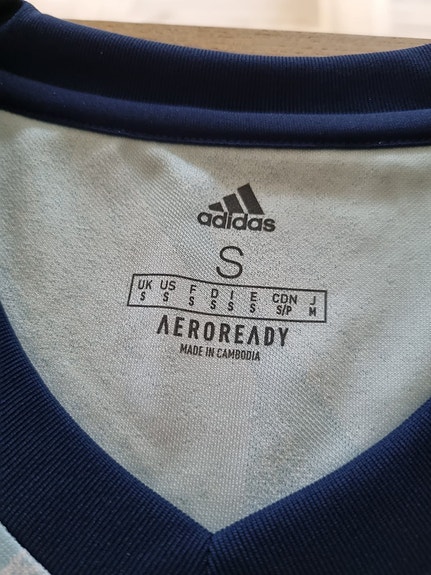 adidas
S
UK US F D I E CDN J
S S S S S S S/P M
AEROREADY
MADE IN CAMBODIA